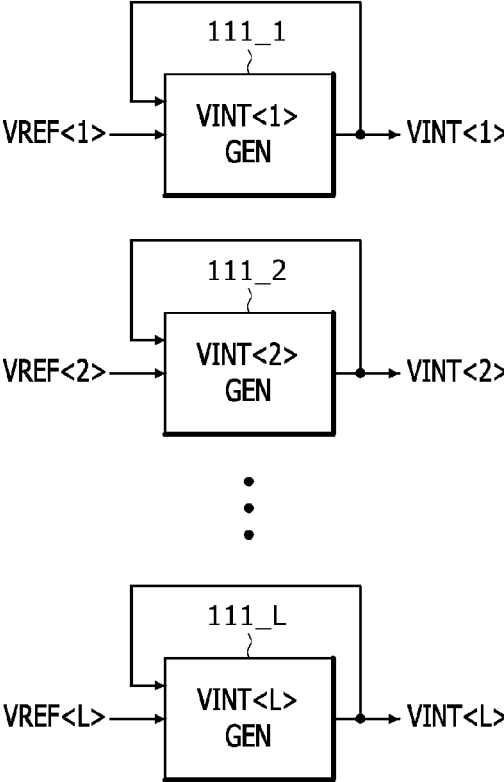 111_1
VREF<1>
VINT<1>
GEN
VINT<1>
111_2
VREF<2>
VINT<2>
GEN
VINT<2>
111_L
VREF<L>
VINT<L>
GEN
VINT<L>